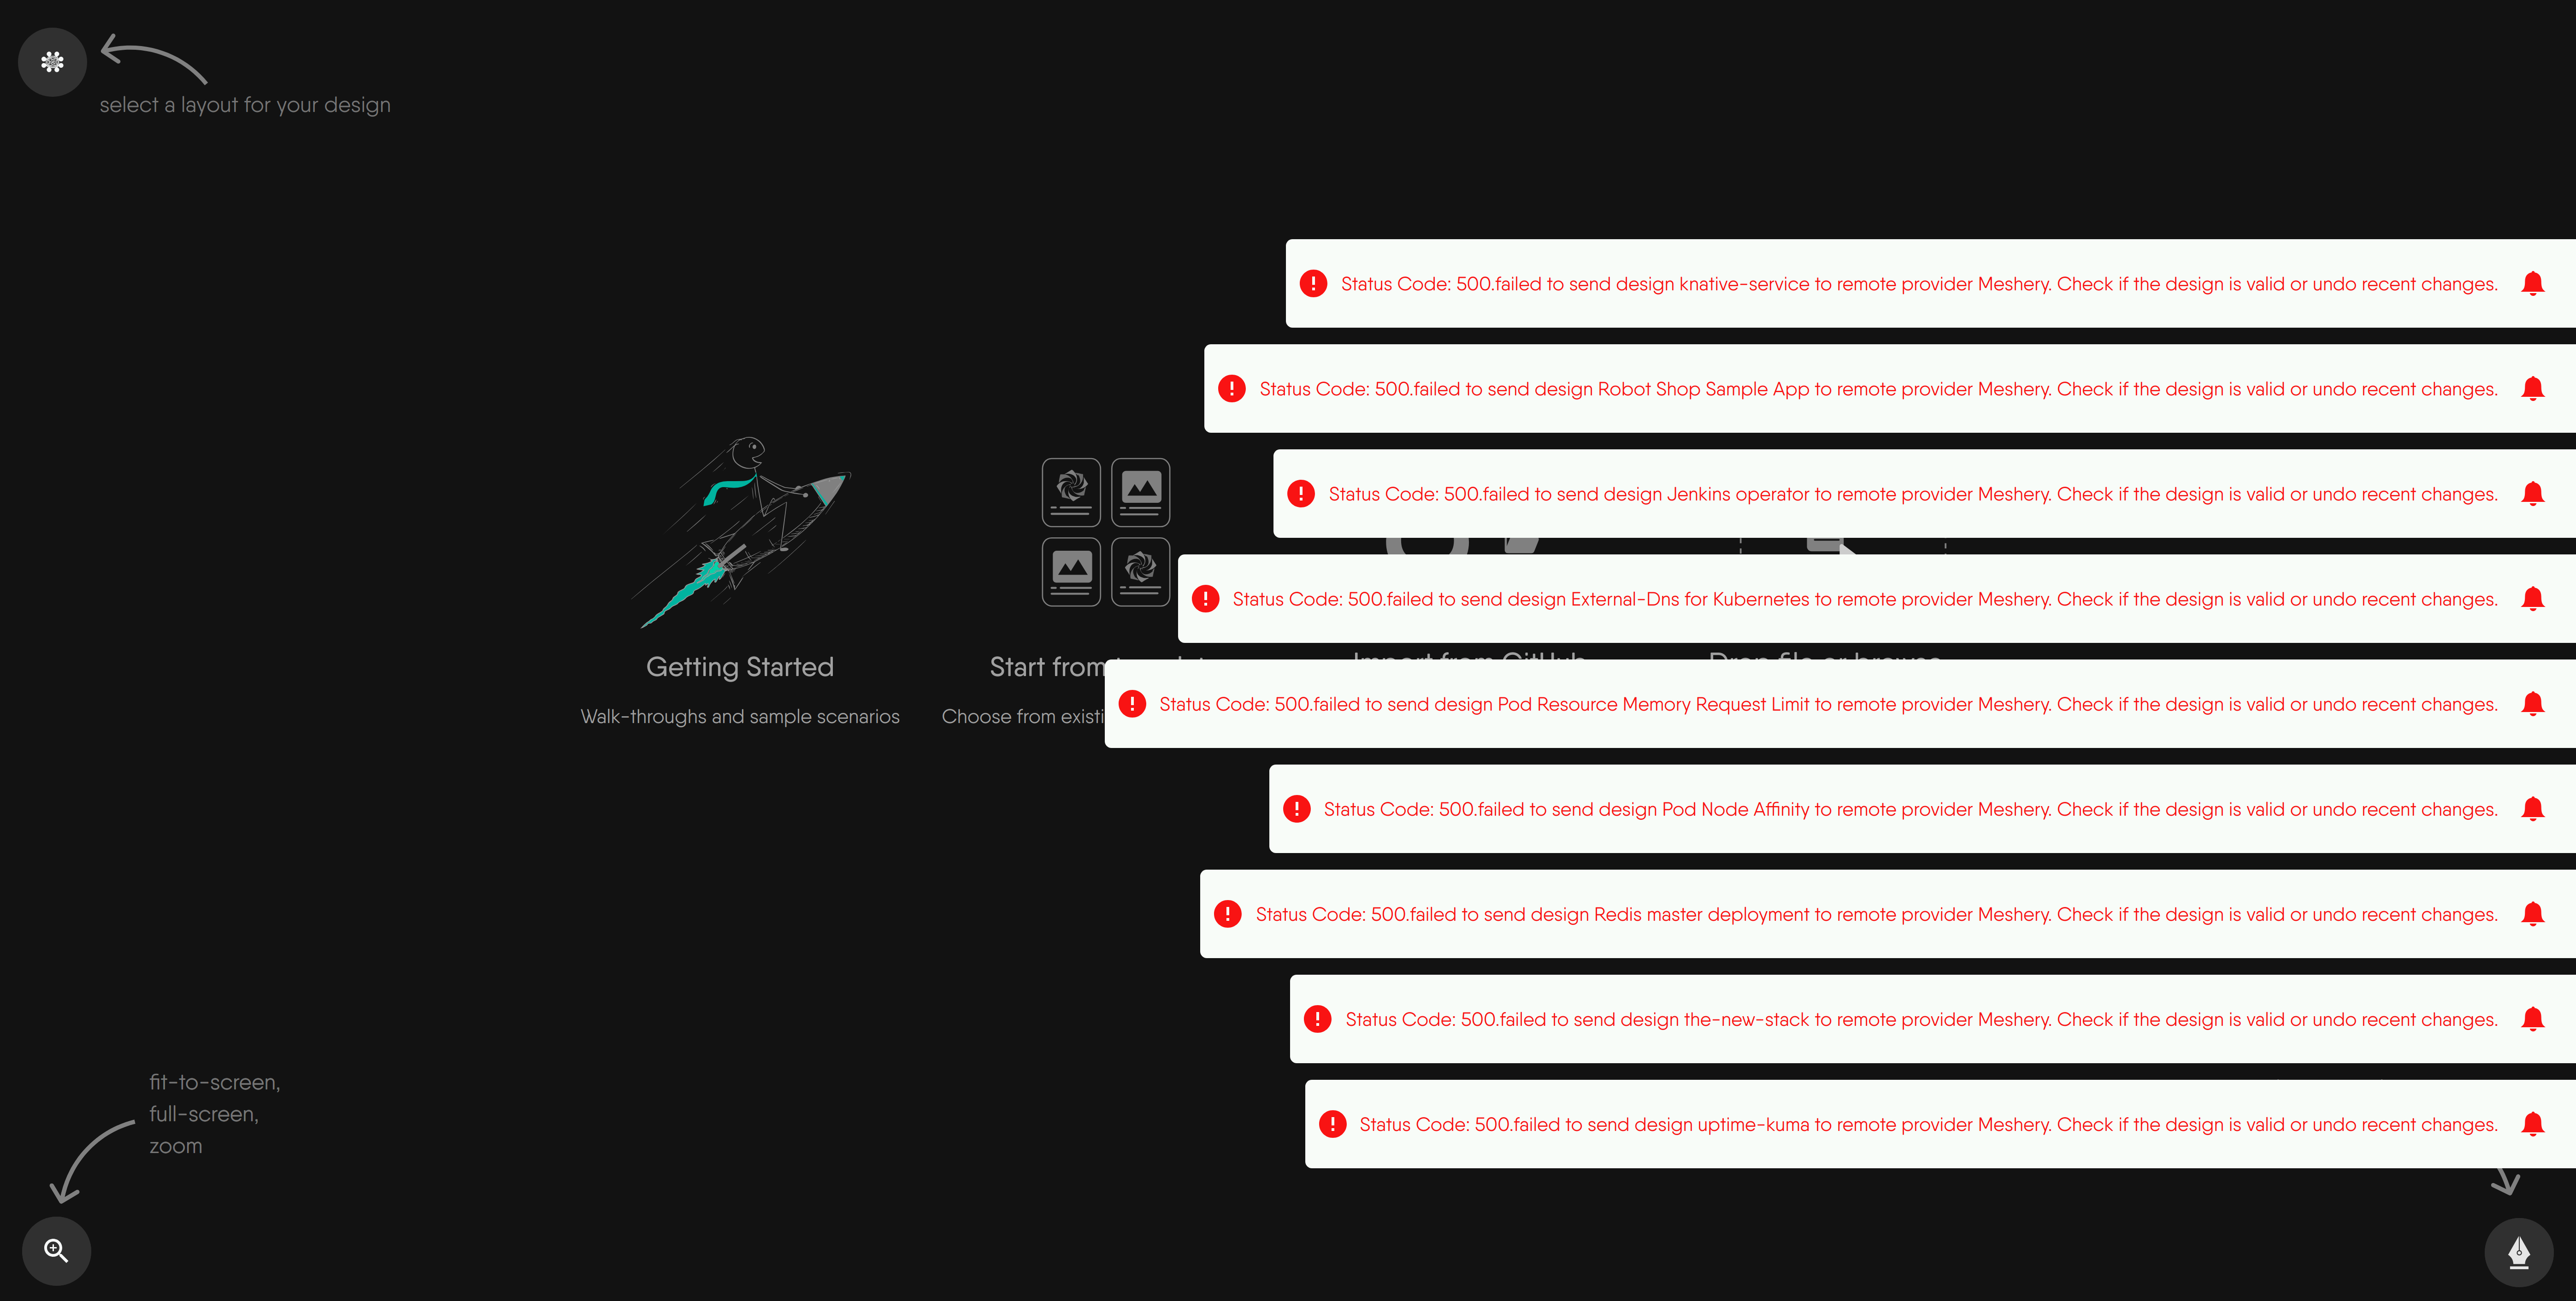 select a layout for your design
Status Code: 500.failed to send design knative-service to remote provider Meshery. Check if the design is valid or undo recent changes.
Status Code: 500.failed to send design Robot Shop Sample App to remote provider Meshery. Check if the design is valid or undo recent changes.
Status Code: 500.failed to send design Jenkins operator to remote provider Meshery. Check if the design is valid or undo recent changes.
Status Code: 500.failed to send design External-Dns for Kubernetes to remote provider Meshery. Check if the design is valid or undo recent changes.
Getting Started
Start from
Import from GitHub
Drop file or browse
Status Code: 500.failed to send design Pod Resource Memory Request Limit to remote provider Meshery. Check if the design is valid or undo recent changes.
Walk-throughs and sample scenarios
Choose from
Status Code: 500.failed to send design Pod Node Affinity to remote provider Meshery. Check if the design is valid or undo recent changes.
Status Code: 500.failed to send design Redis master deployment to remote provider Meshery. Check if the design is valid or undo recent changes.
Status Code: 500.failed to send design the-new-stack to remote provider Meshery. Check if the design is valid or undo recent changes.
Status Code: 500.failed to send design uptime-kuma to remote provider Meshery. Check if the design is valid or undo recent changes.
fit-to-screen,
full-screen,
zoom